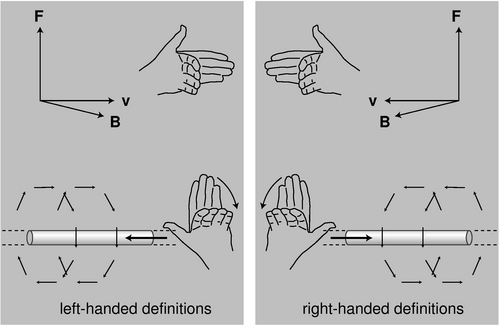 F
v
B
left-handed definitions
F
v
B
right-handed definitions